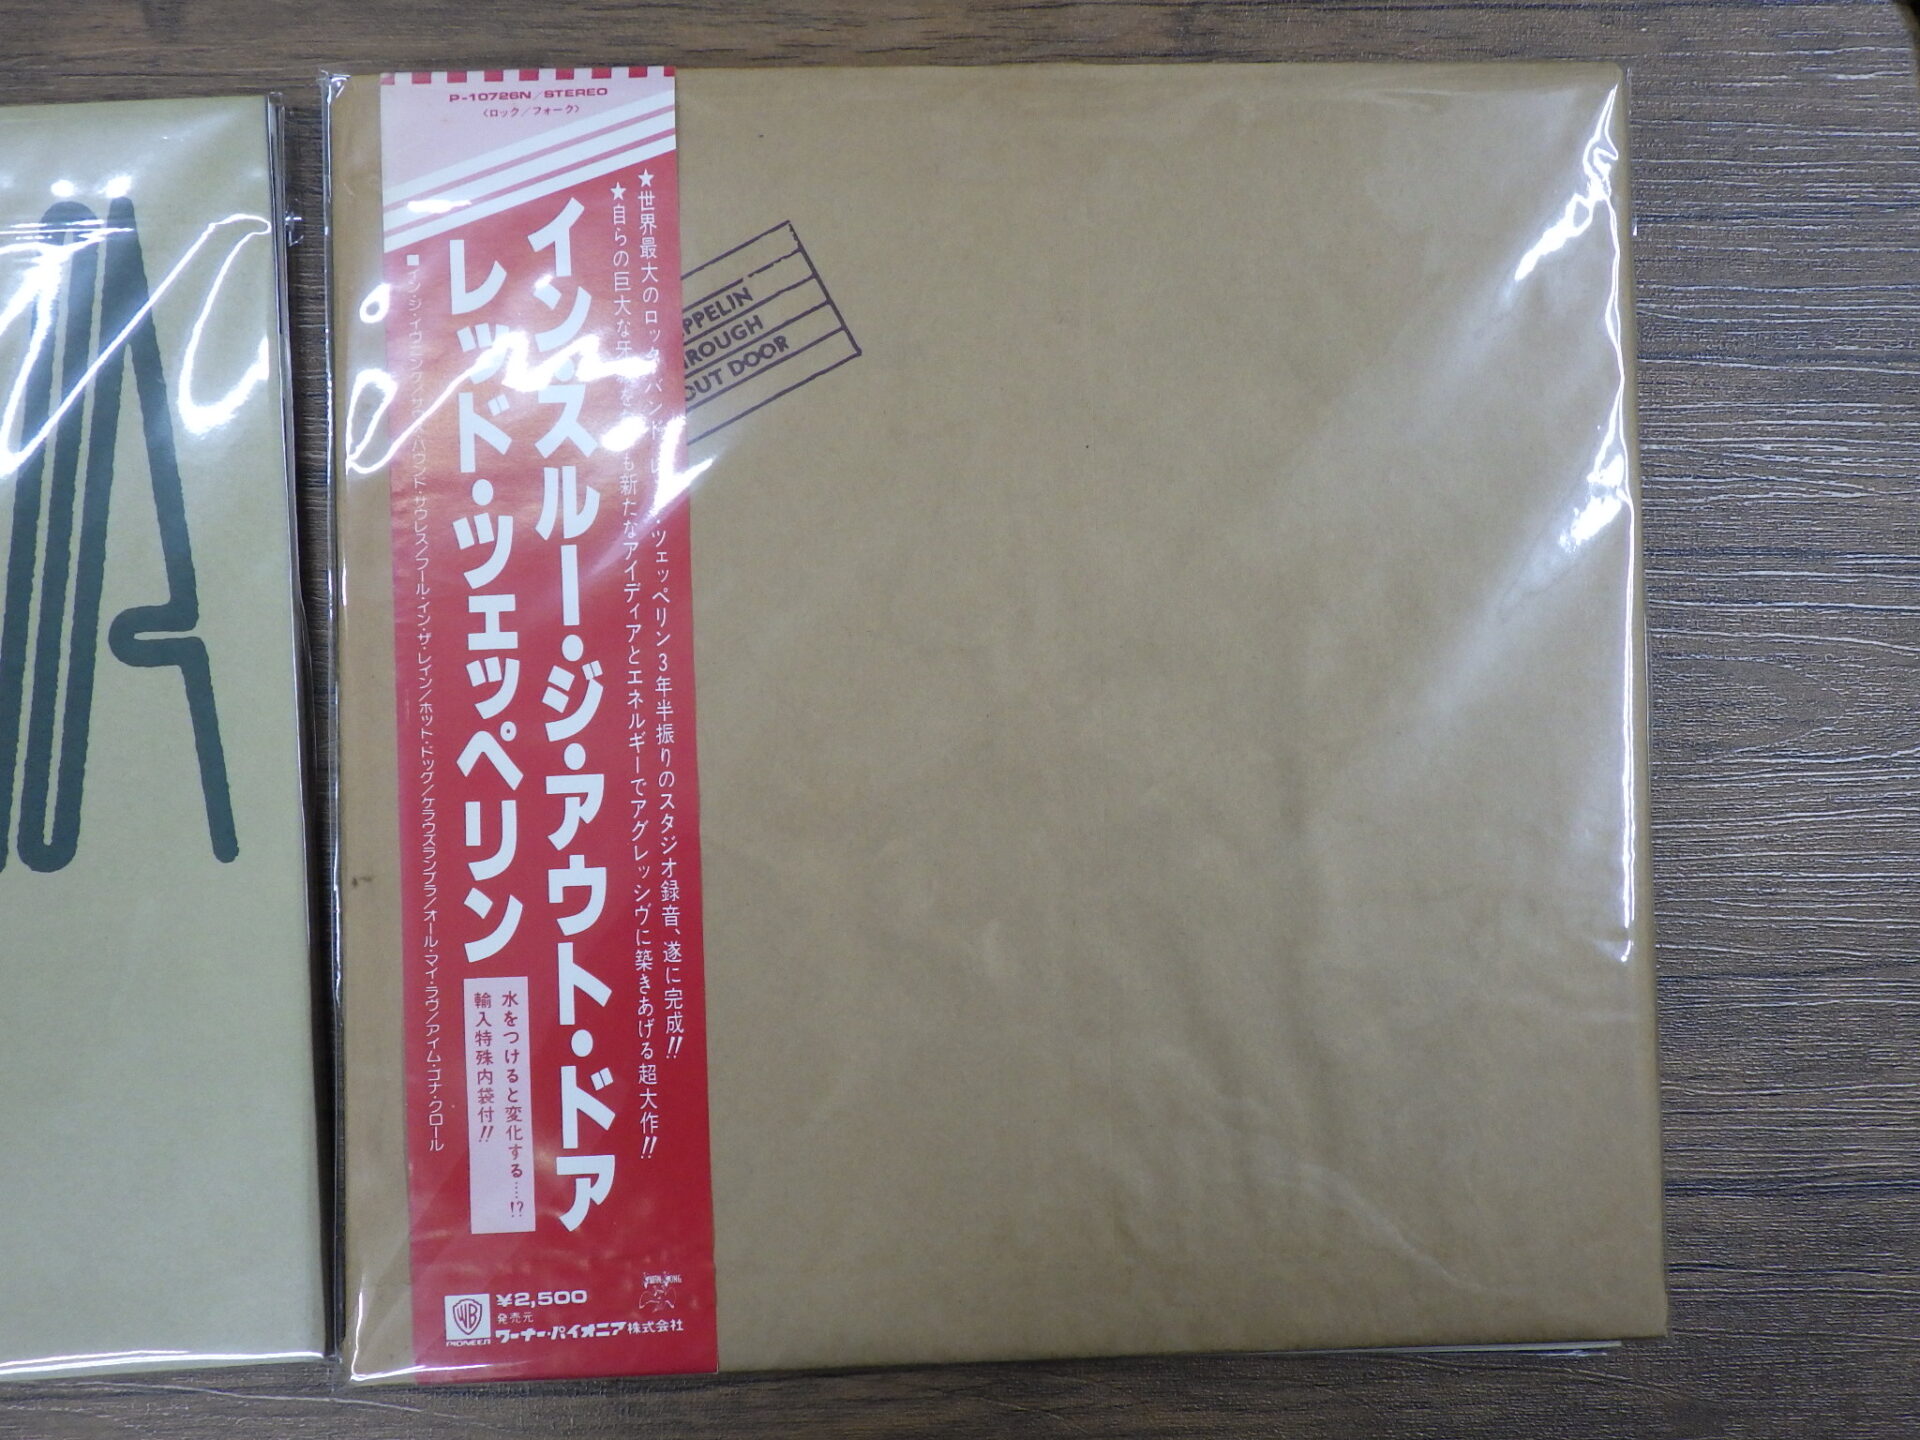 P-10726N/STEREO
〈ロック/フォーク〉
★世界最大のロックバンド
・ツェッペリン3年半振りのスタジオ録音、遂に完成!!
★自らの巨大な
を
も新たなアイディアとエネルギーでアグレッシヴに築きあげる超大作!!
イン・スルー・ジ・アウト・ドア
レッド・ツェッペリン
■イン・ジ・イヴニング/サウス・バウンド・サウレス/フール・イン・ザ・レイン/ホット・ドッグ/ケラウズランブラ/オール・マイ・ラヴ/アイム・ゴナ・クロール
水をつけると変化する……!?
輸入特殊内袋付!!
PPELIN
ROUGH
OUT DOOR
WB
PIONEER
¥2,500
発売元
ワーナー・パイオニア株式会社